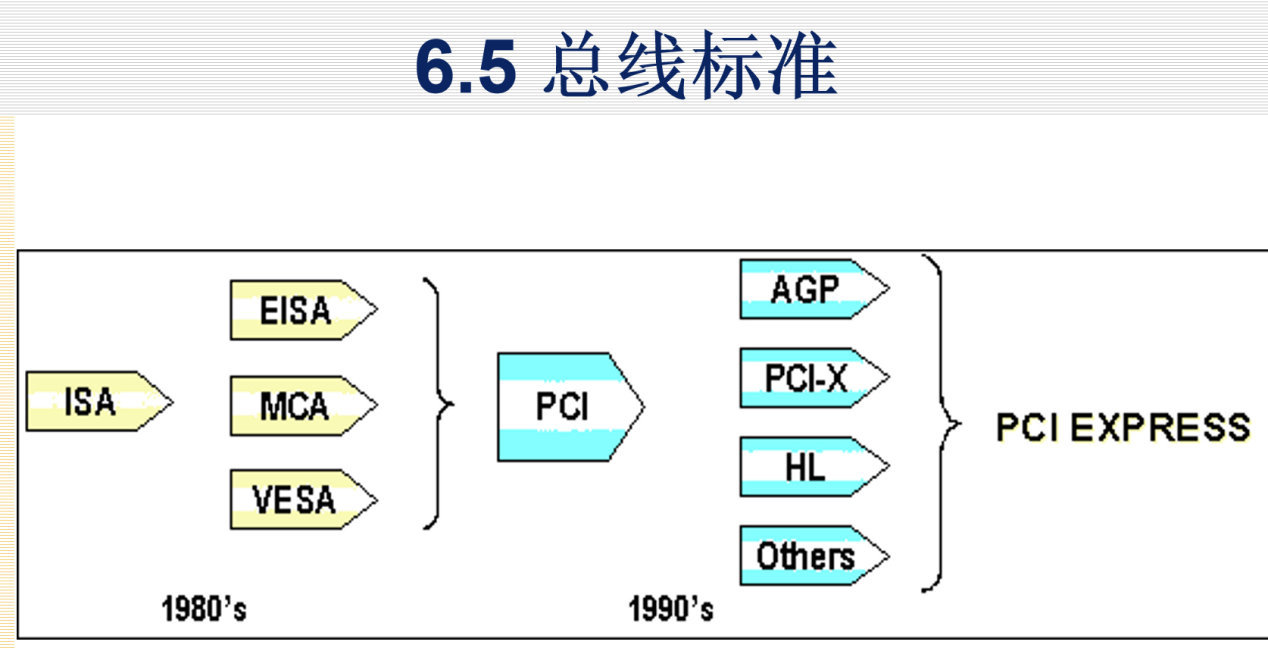 6.5 总线标准
ISA
EISA
MCA
VESA
PCI
AGP
PCI-X
HL
Others
PCI EXPRESS
1980's
1990's